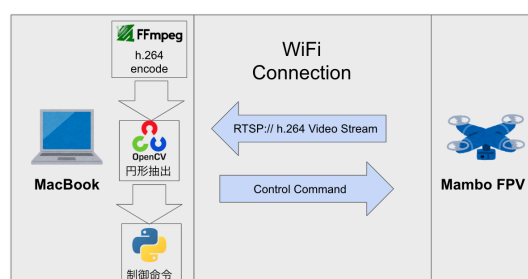 FFmpeg
h.264
encode
WiFi
Connection
RTSP:// h.264 Video Stream
OpenCV
円形抽出
MacBook
Control Command
Mambo FPV
制御命令